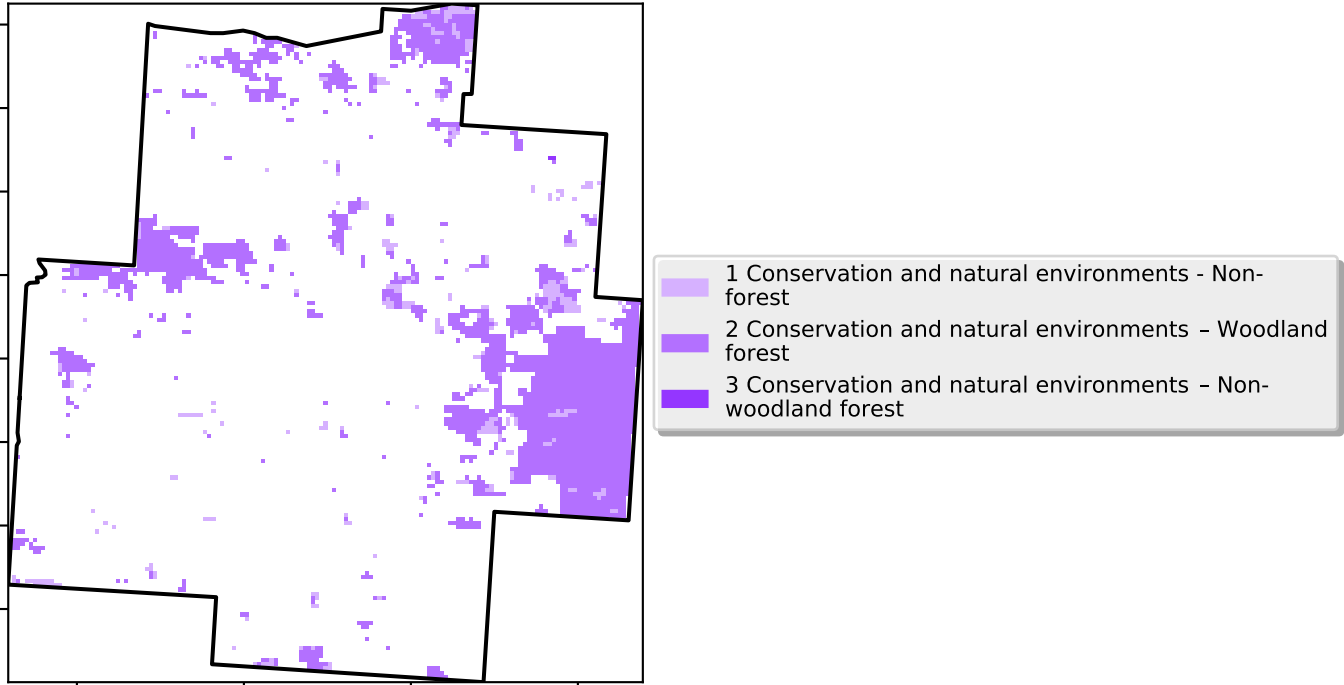 1 Conservation and natural environments - Non-
forest
2 Conservation and natural environments – Woodland
forest
3 Conservation and natural environments – Non-
woodland forest